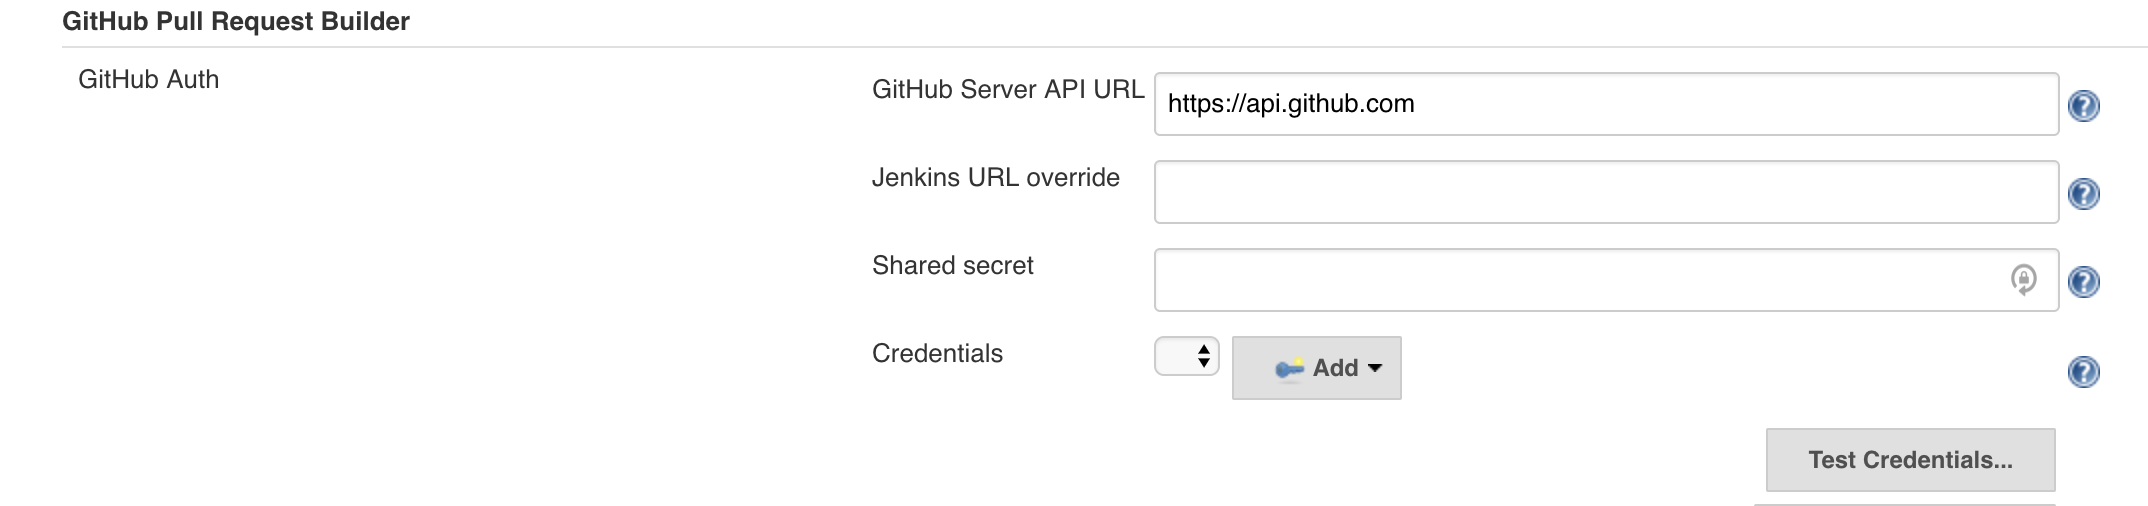 GitHub Pull Request Builder
GitHub Auth
GitHub Server API URL
https://api.github.com
Jenkins URL override
Shared secret
Credentials
Add
Test Credentials...